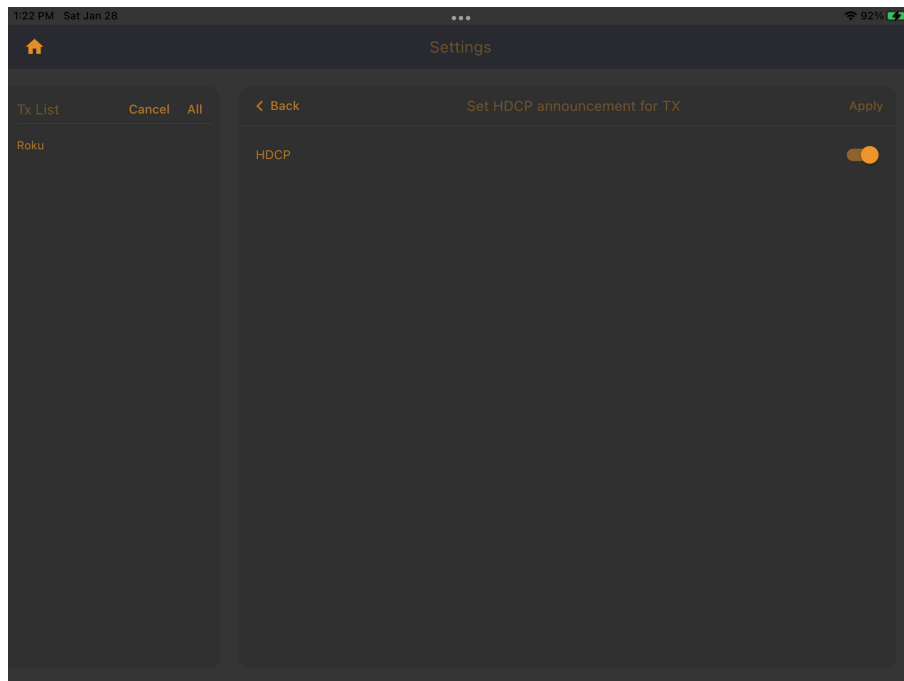 1:22 PM Sat Jan 28
92%
Settings
Tx List Cancel All
Roku
Back Set HDCP announcement for TX Apply
HDCP